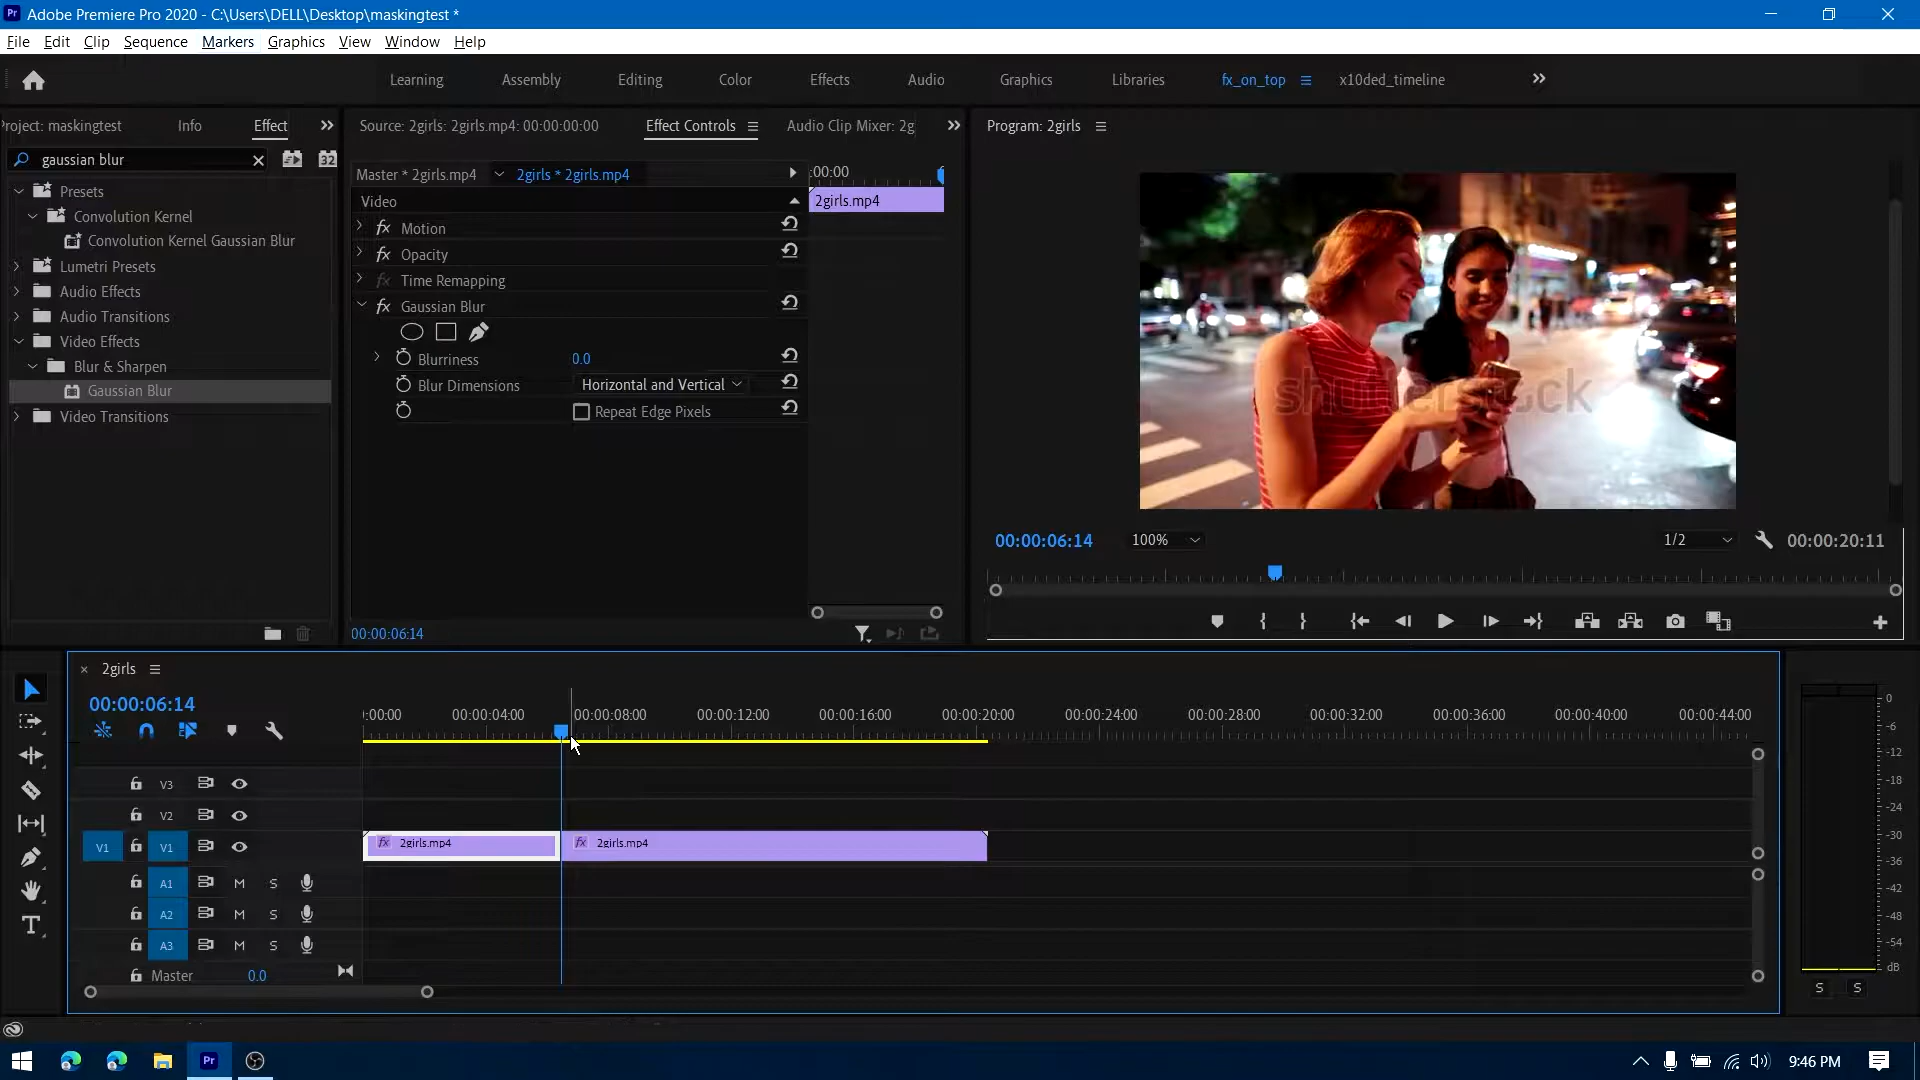 Adobe Premiere Pro 2020 - C:\Users\DELL\Desktop\maskingtest *
File Edit Clip Sequence Markers Graphics View Window Help
Learning Assembly Editing Color Effects Audio Graphics Libraries fx_on_top x10ded_timeline
Project: maskingtest Info Effect
Source: 2girls: 2girls.mp4: 00:00:00:00 Effect Controls Audio Clip Mixer: 2g
Program: 2girls
gaussian blur 32
Presets
Convolution Kernel
Convolution Kernel Gaussian Blur
Lumetri Presets
Audio Effects
Audio Transitions
Video Effects
Blur & Sharpen
Gaussian Blur
Video Transitions
Master * 2girls.mp4 2girls * 2girls.mp4 :00:00
Video 2girls.mp4
fx Motion
fx Opacity
fx Time Remapping
fx Gaussian Blur
Blurriness 0.0
Blur Dimensions Horizontal and Vertical
Repeat Edge Pixels
00:00:06:14
shutterstock
00:00:06:14 100% 1/2 00:00:20:11
2girls
00:00:06:14
:00:00 00:00:04:00 00:00:08:00 00:00:12:00 00:00:16:00 00:00:20:00 00:00:24:00 00:00:28:00 00:00:32:00 00:00:36:00 00:00:40:00 00:00:44:00
V3
V2
V1 V1 fx 2girls.mp4 fx 2girls.mp4
A1 M S
A2 M S
A3 M S
Master 0.0
0
-6
-12
-18
-24
-30
-36
-42
-48
-54
dB
S S
Pr 9:46 PM